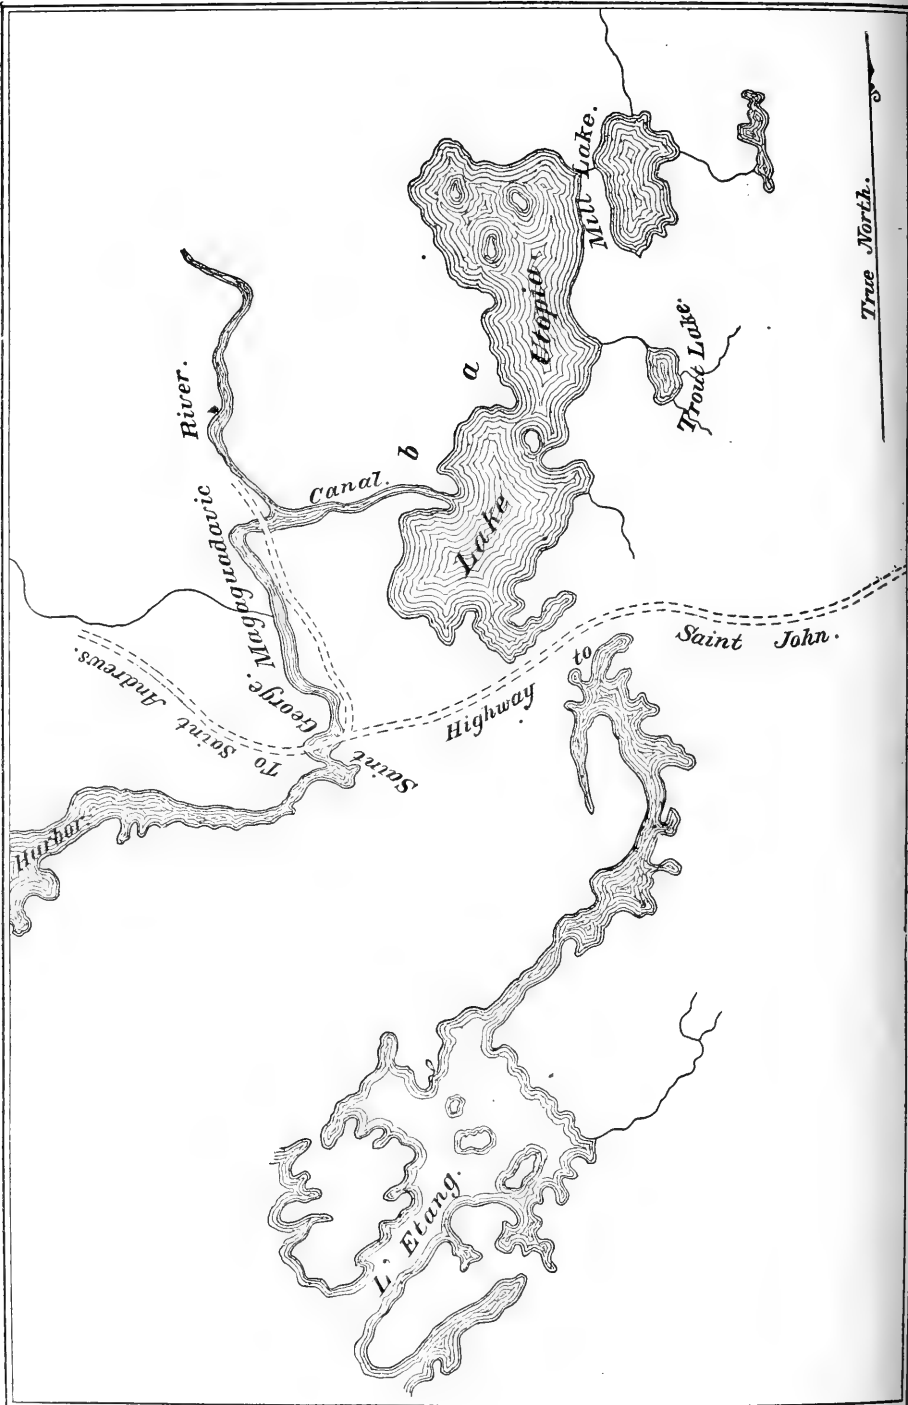 Mill Lake.
True North.
Utopia.
Trout Lake.
a
River.
b
Canal.
Lake
Magaguadavic
Saint John.
to
Highway
To Saint Andrews.
Saint George.
Harbor.
L' Etang.